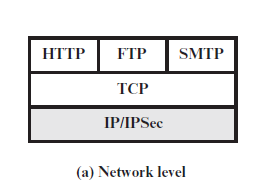 HTTP FTP SMTP
TCP
IP/IPSec
(a) Network level